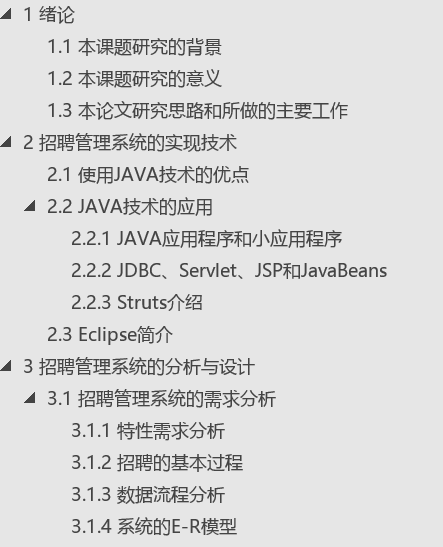 1 绪论
1.1 本课题研究的背景
1.2 本课题研究的意义
1.3 本论文研究思路和所做的主要工作
2 招聘管理系统的实现技术
2.1 使用JAVA技术的优点
2.2 JAVA技术的应用
2.2.1 JAVA应用程序和小应用程序
2.2.2 JDBC、Servlet、JSP和JavaBeans
2.2.3 Struts介绍
2.3 Eclipse简介
3 招聘管理系统的分析与设计
3.1 招聘管理系统的需求分析
3.1.1 特性需求分析
3.1.2 招聘的基本过程
3.1.3 数据流程分析
3.1.4 系统的E-R模型